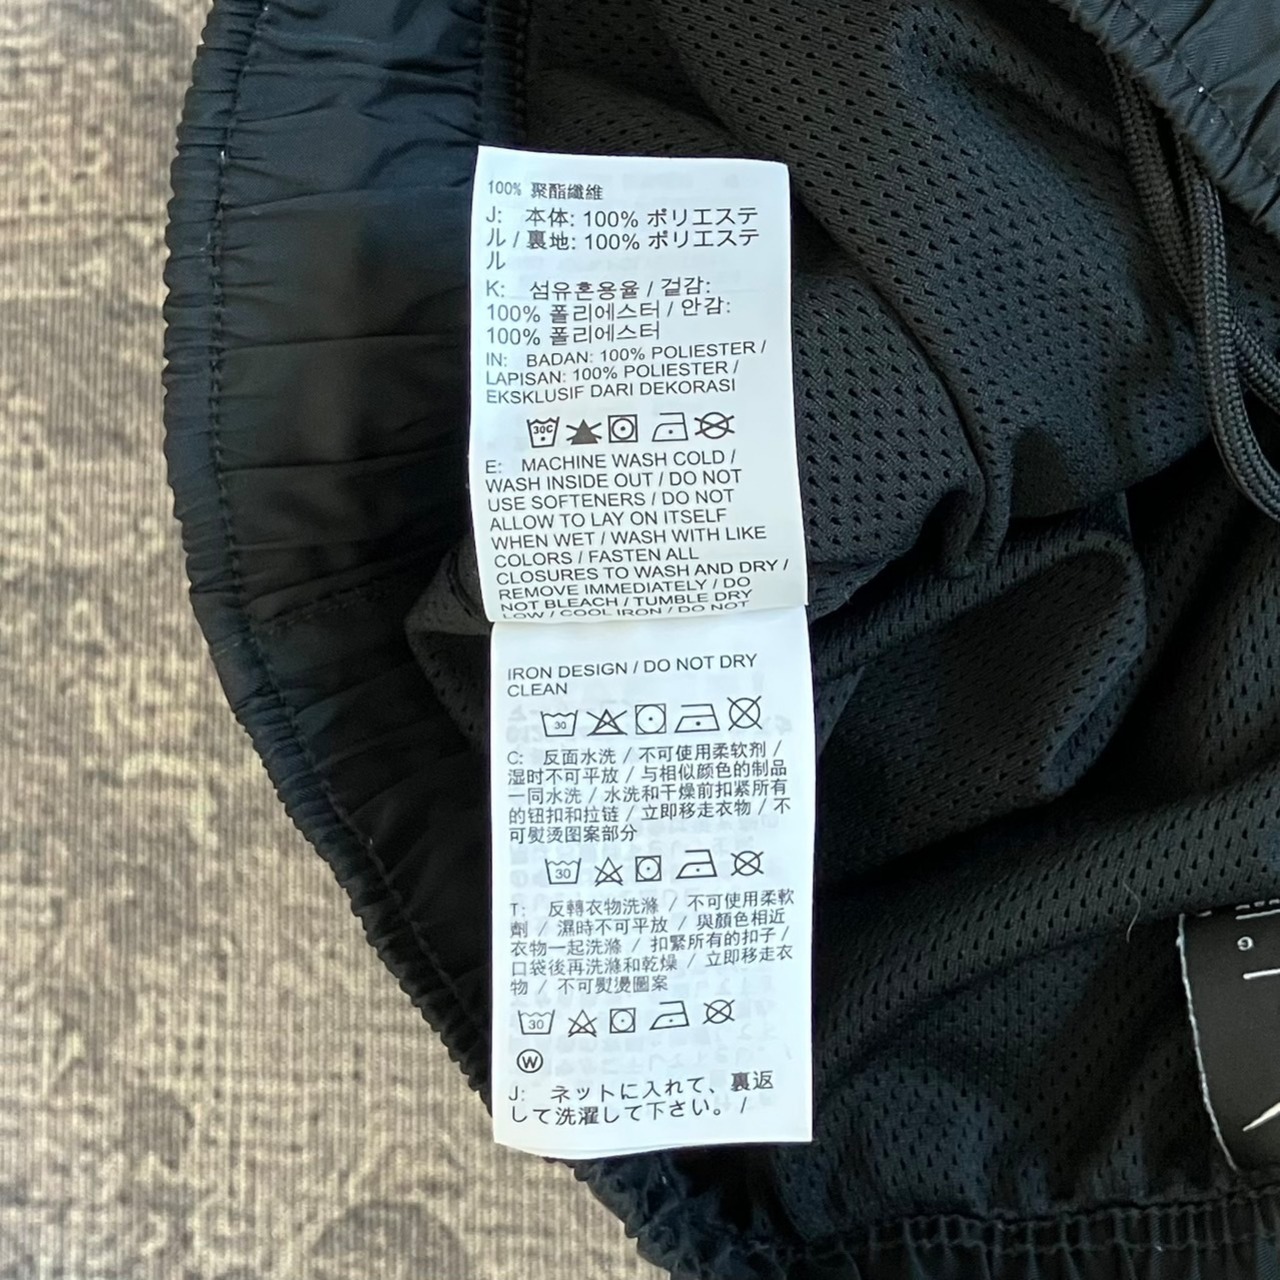 100% 聚酯纖維
J: 本体: 100% ポリエステ
ル / 裏地: 100% ポリエステ
ル
K: 섬유혼용율 / 겉감:
100% 폴리에스터 / 안감:
100% 폴리에스터
IN: BADAN: 100% POLIESTER /
LAPISAN: 100% POLIESTER /
EKSKLUSIF DARI DEKORASI
30C
E: MACHINE WASH COLD /
WASH INSIDE OUT / DO NOT
USE SOFTENERS / DO NOT
ALLOW TO LAY ON ITSELF
WHEN WET / WASH WITH LIKE
COLORS / FASTEN ALL
CLOSURES TO WASH AND DRY /
REMOVE IMMEDIATELY / DO
NOT BLEACH / TUMBLE DRY
LOW / COOL IRON / DO NOT
IRON DESIGN / DO NOT DRY
CLEAN
30
C: 反面水洗 / 不可使用柔软剂 /
湿时不可平放 / 与相似颜色的制品
一同水洗 / 水洗和干燥前扣紧所有
的钮扣和拉链 / 立即移走衣物 / 不
可熨烫图案部分
30
T: 反轉衣物洗滌 / 不可使用柔軟
劑 / 濕時不可平放 / 與顏色相近
衣物一起洗滌 / 扣緊所有的扣子 /
口袋後再洗滌和乾燥 / 立即移走衣
物 / 不可熨燙圖案
30
W
J: ネットに入れて、裏返
して洗濯して下さい。 /